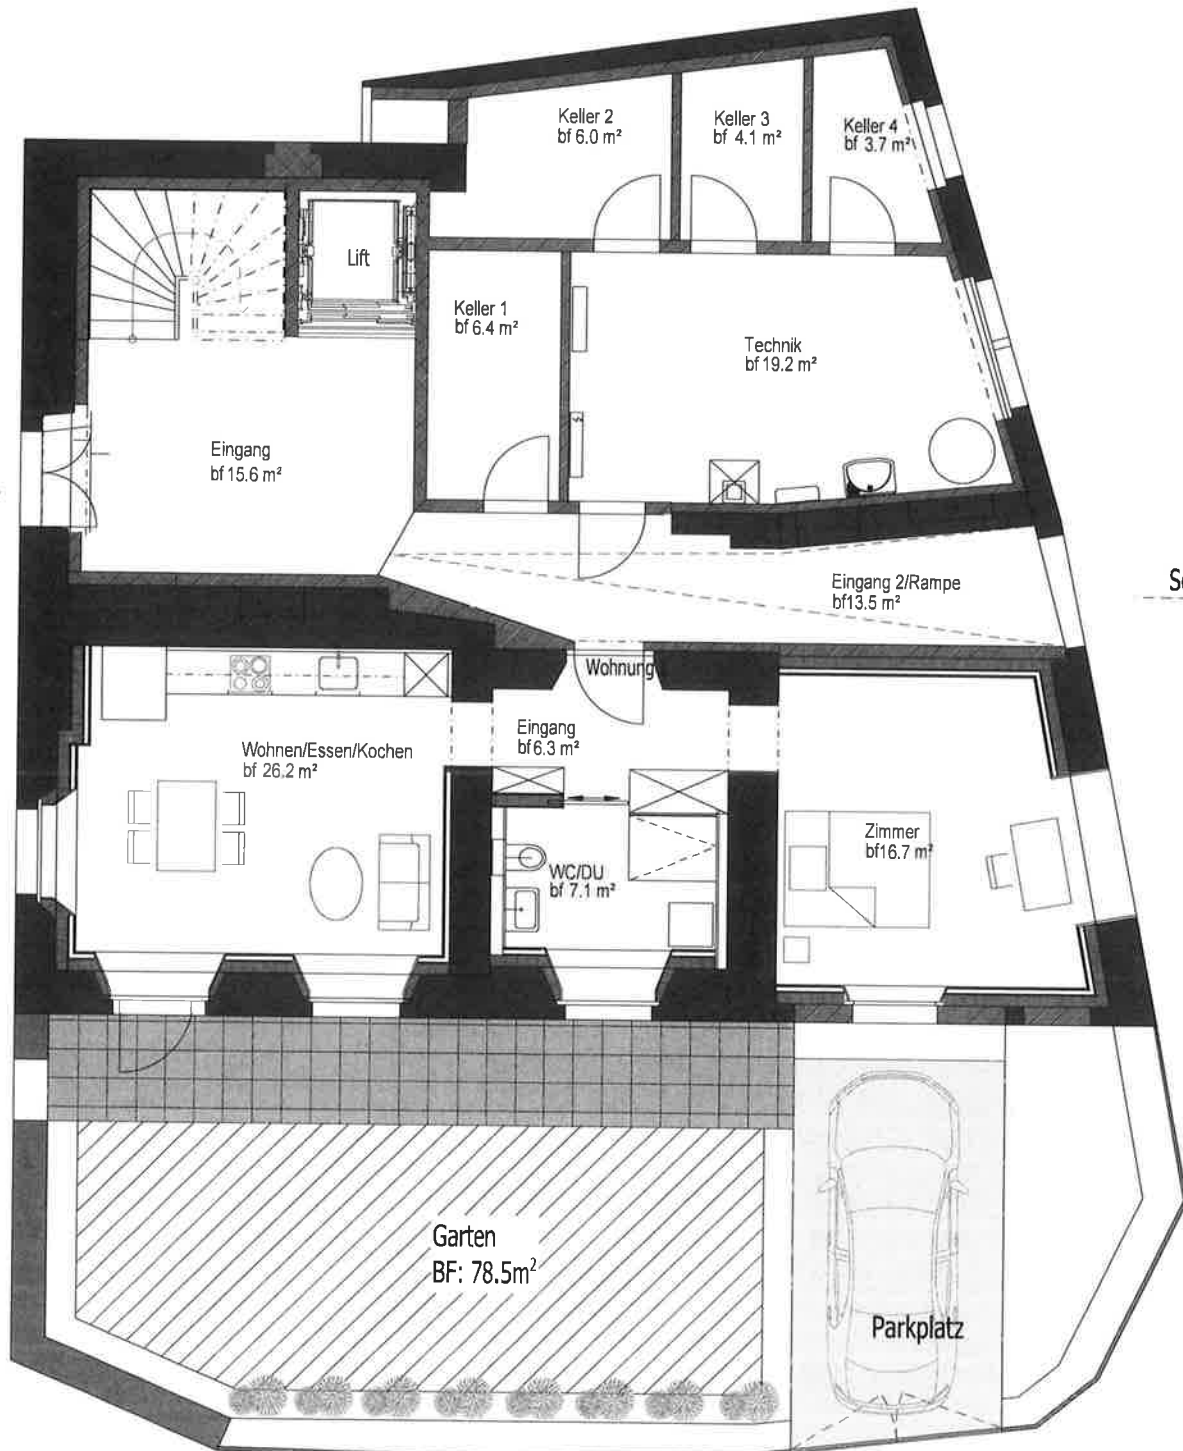 Keller 2
bf 6.0 m²
Keller 3
bf 4.1 m²
Keller 4
bf 3.7 m²
Lift
Keller 1
bf 6.4 m²
Technik
bf 19.2 m²
Eingang
bf 15.6 m²
Eingang 2/Rampe
bf13.5 m²
Wohnung
Eingang
bf 6.3 m²
Wohnen/Essen/Kochen
bf 26.2 m²
Zimmer
bf16.7 m²
WC/DU
bf 7.1 m²
Garten
BF: 78.5m²
Parkplatz